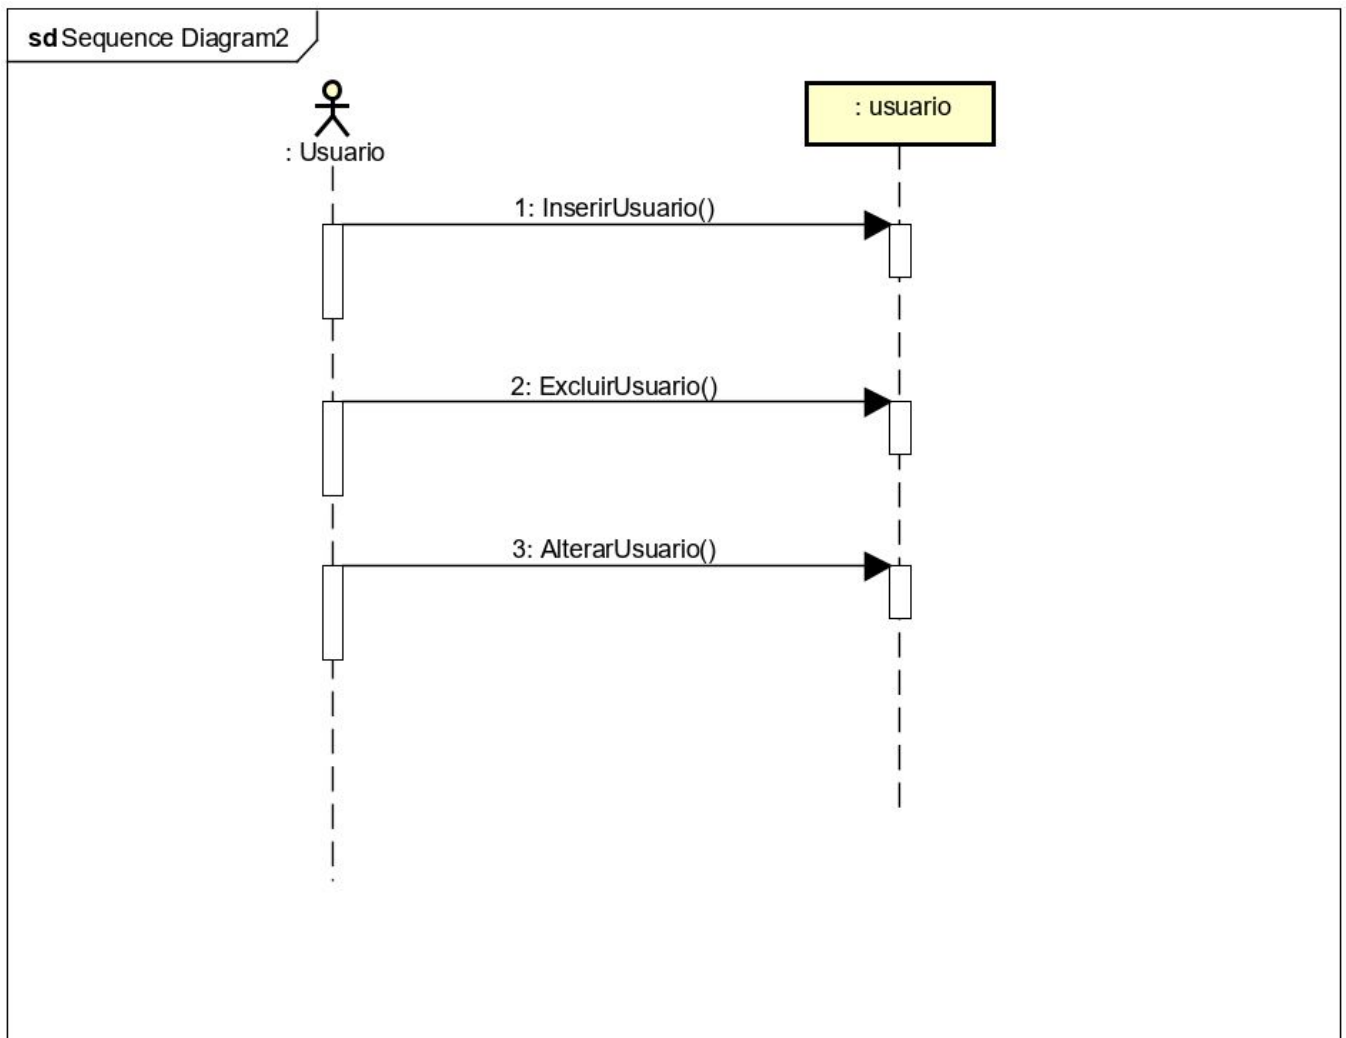 sd Sequence Diagram2
: Usuario
: usuario
1: InserirUsuario()
2: ExcluirUsuario()
3: AlterarUsuario()